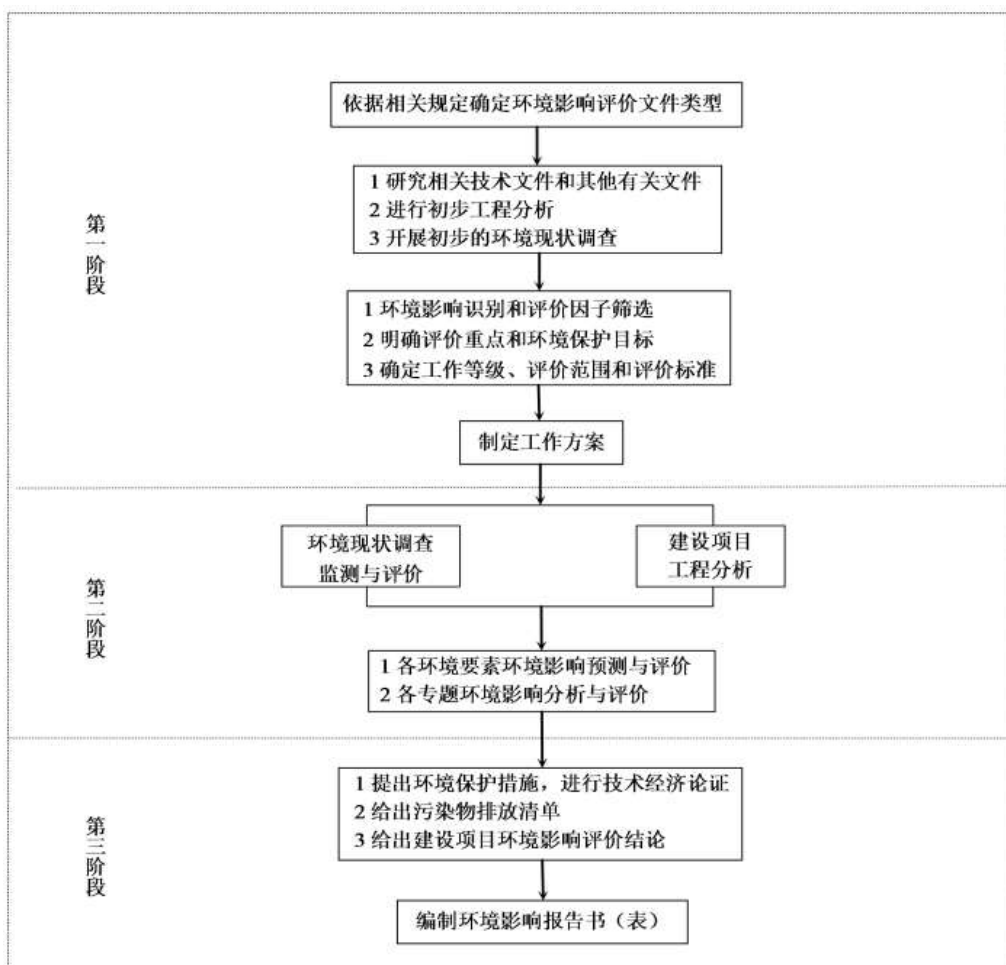 第一阶段
依据相关规定确定环境影响评价文件类型
1 研究相关技术文件和其他有关文件
2 进行初步工程分析
3 开展初步的环境现状调查
1 环境影响识别和评价因子筛选
2 明确评价重点和环境保护目标
3 确定工作等级、评价范围和评价标准
制定工作方案
第二阶段
环境现状调查
监测与评价
建设项目
工程分析
1 各环境要素环境影响预测与评价
2 各专题环境影响分析与评价
第三阶段
1 提出环境保护措施，进行技术经济论证
2 给出污染物排放清单
3 给出建设项目环境影响评价结论
编制环境影响报告书（表）